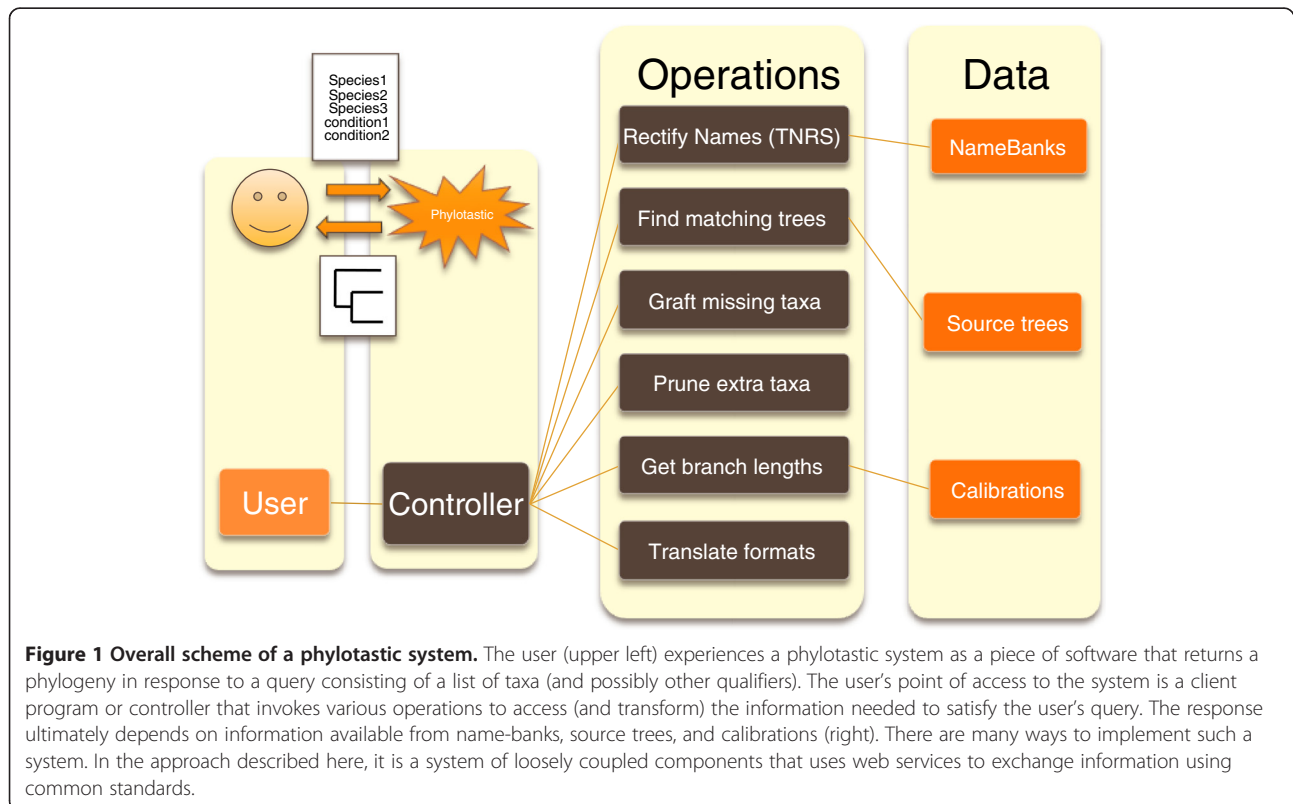 Species1
Species2
Species3
condition1
condition2
Phylotastic
User
Controller
Operations
Rectify Names (TNRS)
Find matching trees
Graft missing taxa
Prune extra taxa
Get branch lengths
Translate formats
Data
NameBanks
Source trees
Calibrations
Figure 1 Overall scheme of a phylotastic system. The user (upper left) experiences a phylotastic system as a piece of software that returns a
phylogeny in response to a query consisting of a list of taxa (and possibly other qualifiers). The user's point of access to the system is a client
program or controller that invokes various operations to access (and transform) the information needed to satisfy the user's query. The response
ultimately depends on information available from name-banks, source trees, and calibrations (right). There are many ways to implement such a
system. In the approach described here, it is a system of loosely coupled components that uses web services to exchange information using
common standards.